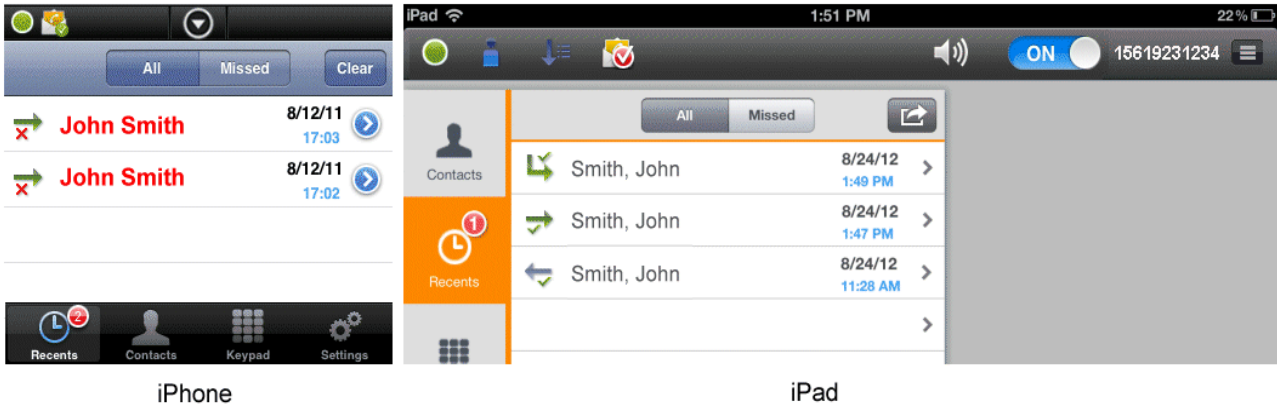 All Missed Clear
John Smith 8/12/11
17:03
John Smith 8/12/11
17:02
2
Recents Contacts Keypad Settings
iPhone
iPad 1:51 PM 22%
ON 15619231234
All Missed
Contacts
Smith, John 8/24/12
1:49 PM
1
Recents
Smith, John 8/24/12
1:47 PM
Smith, John 8/24/12
11:28 AM
iPad